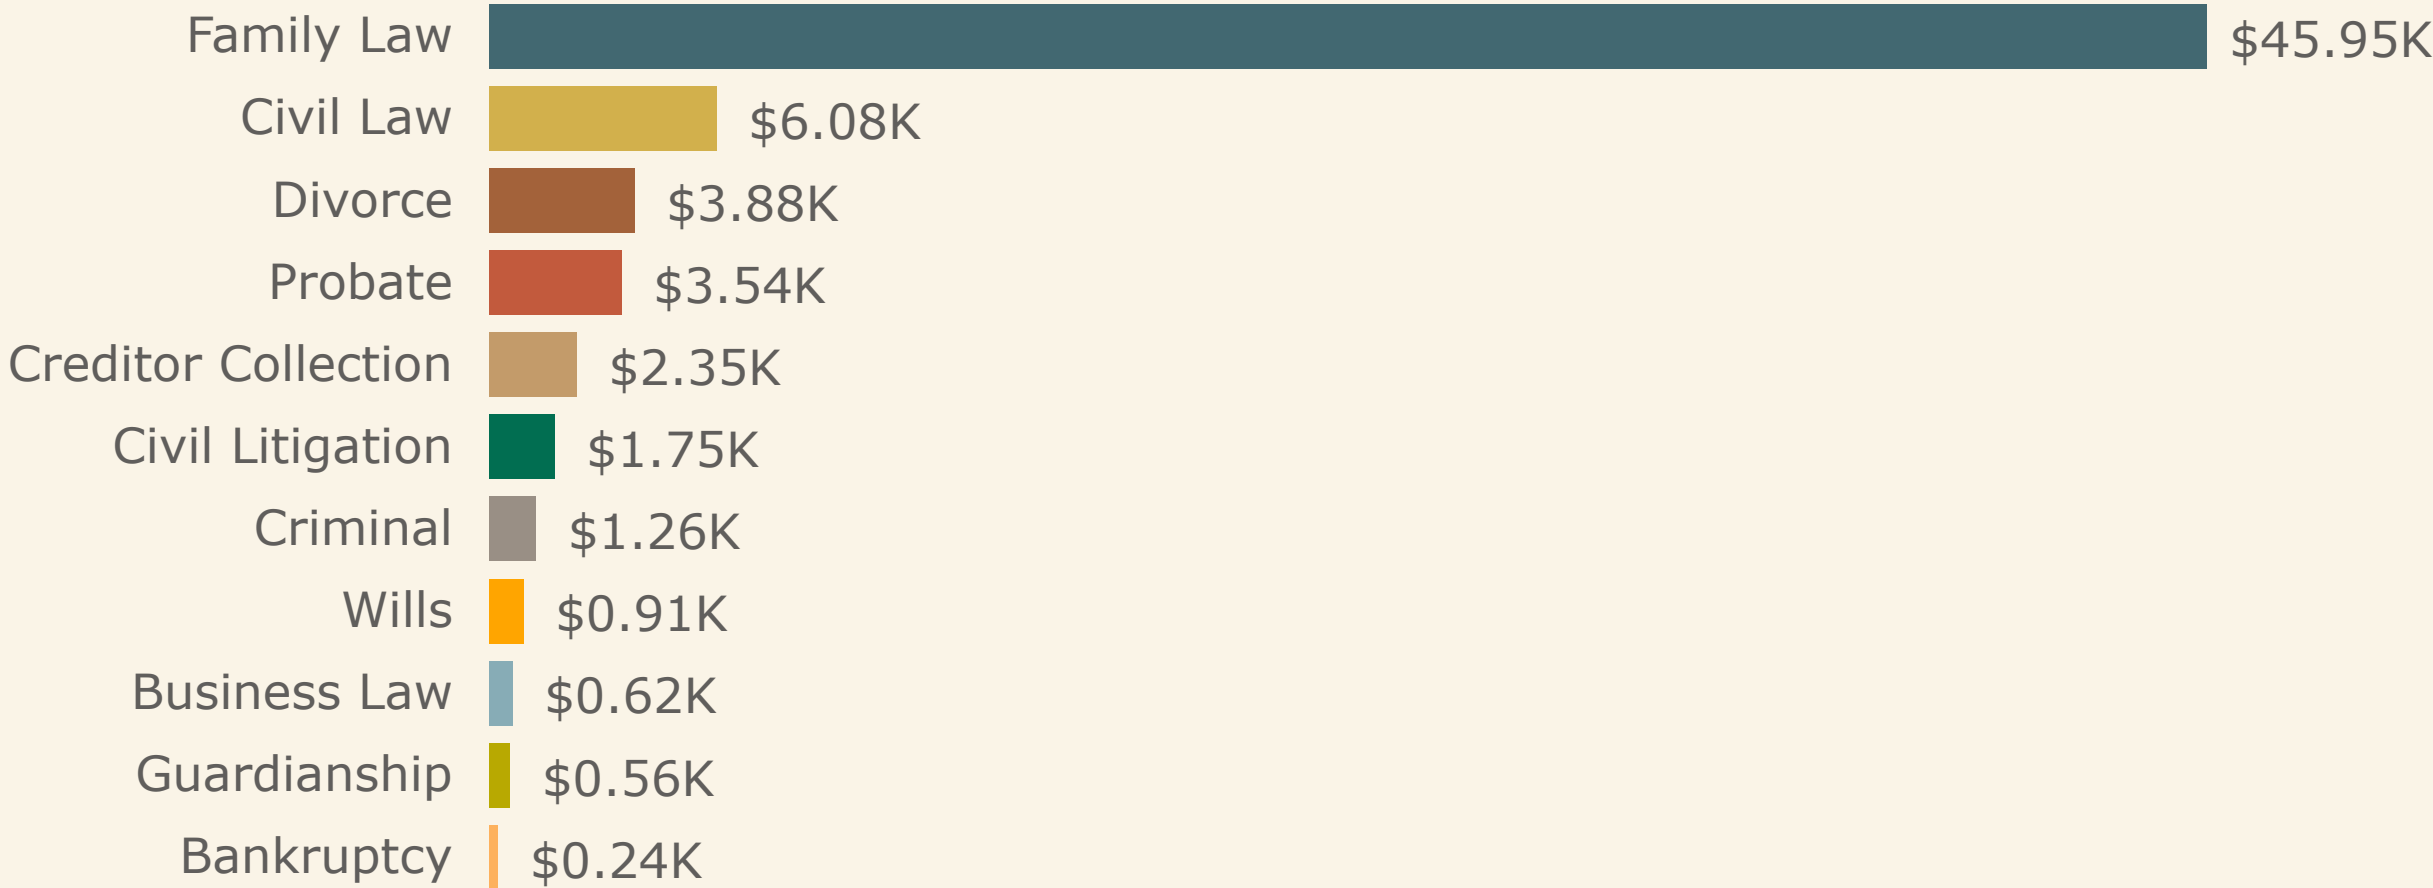 Family Law $45.95K
Civil Law $6.08K
Divorce $3.88K
Probate $3.54K
Creditor Collection $2.35K
Civil Litigation $1.75K
Criminal $1.26K
Wills $0.91K
Business Law $0.62K
Guardianship $0.56K
Bankruptcy $0.24K